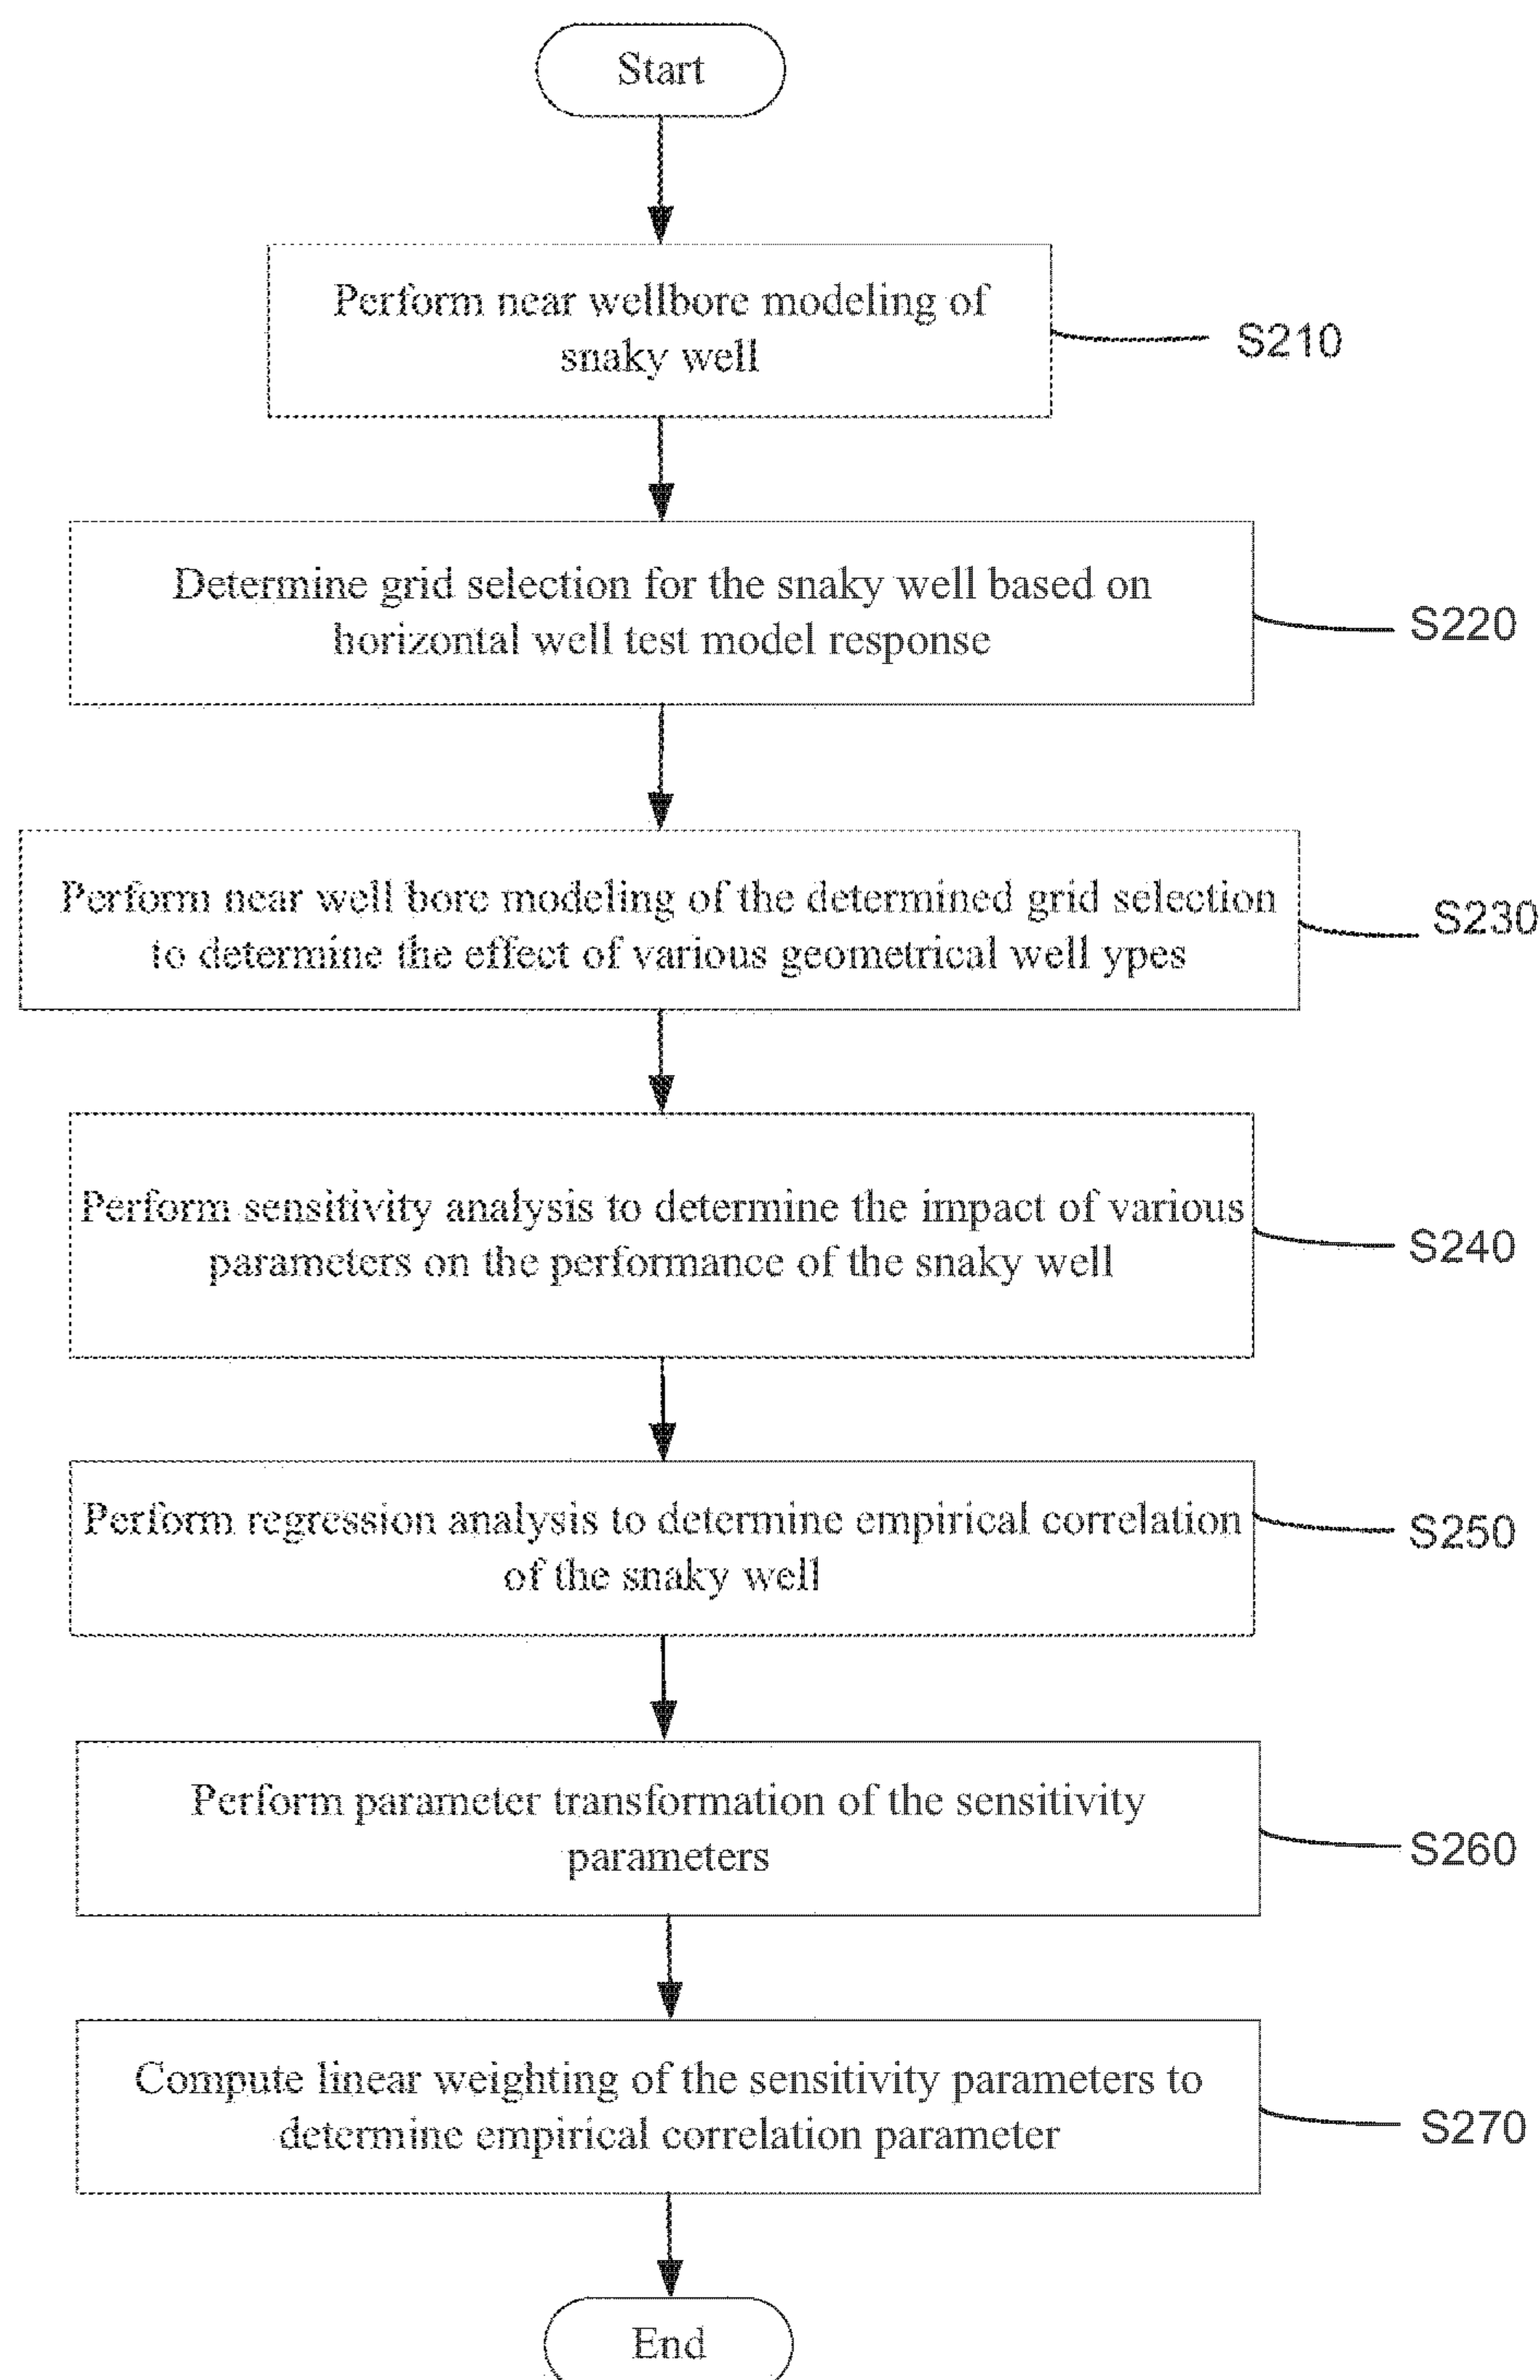 Start
Perform near wellbore modeling of
snaky well
S210
Determine grid selection for the snaky well based on
horizontal well test model response
S220
Perform near well bore modeling of the determined grid selection
to determine the effect of various geometrical well ypes
S230
Perform sensitivity analysis to determine the impact of various
parameters on the performance of the snaky well
S240
Perform regression analysis to determine empirical correlation
of the snaky well
S250
Perform parameter transformation of the sensitivity
parameters
S260
Compute linear weighting of the sensitivity parameters to
determine empirical correlation parameter
S270
End